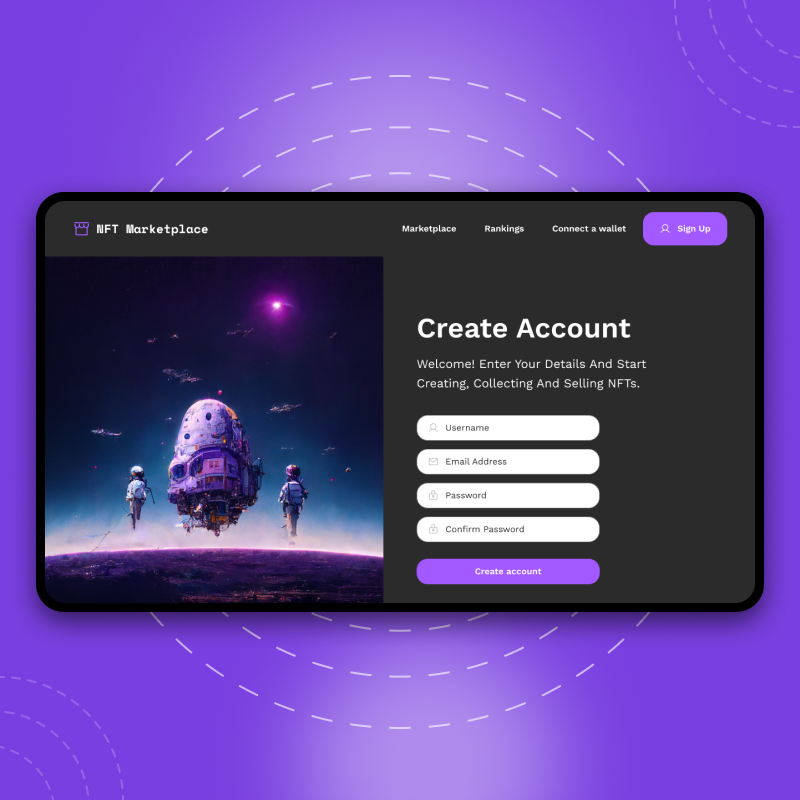 NFT Marketplace
Marketplace
Rankings
Connect a wallet
Sign Up
Create Account
Welcome! Enter Your Details And Start
Creating, Collecting And Selling NFTs.
Username
Email Address
Password
Confirm Password
Create account